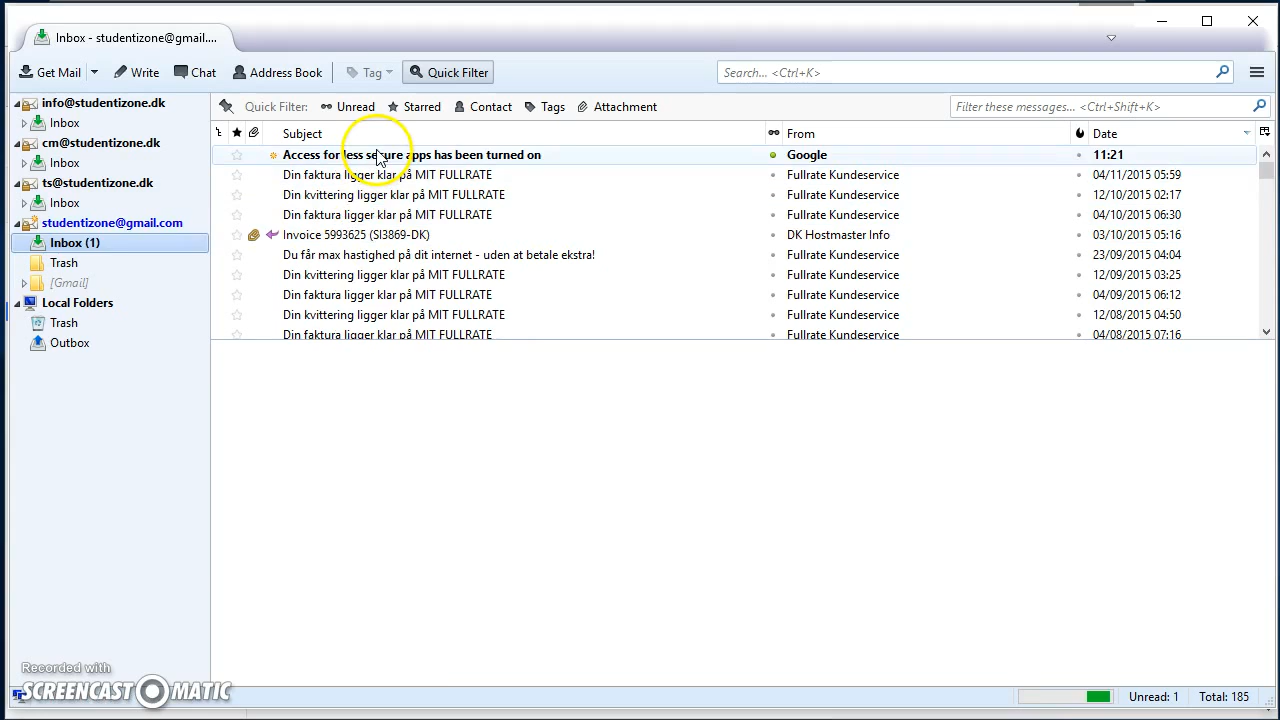 Inbox - studentizone@gmail....
Get Mail Write Chat Address Book Tag Quick Filter Search... <Ctrl+K>
Quick Filter: Unread Starred Contact Tags Attachment Filter these messages... <Ctrl+Shift+K>
info@studentizone.dk
Inbox
cm@studentizone.dk
Inbox
ts@studentizone.dk
Inbox
studentizone@gmail.com
Inbox (1)
Trash
[Gmail]
Local Folders
Trash
Outbox
Subject From Date
Access for less secure apps has been turned on Google 11:21
Din faktura ligger klar på MIT FULLRATE Fullrate Kundeservice 04/11/2015 05:59
Din kvittering ligger klar på MIT FULLRATE Fullrate Kundeservice 12/10/2015 02:17
Din faktura ligger klar på MIT FULLRATE Fullrate Kundeservice 04/10/2015 06:30
Invoice 5993625 (SI3869-DK) DK Hostmaster Info 03/10/2015 05:16
Du får max hastighed på dit internet - uden at betale ekstra! Fullrate Kundeservice 23/09/2015 04:04
Din kvittering ligger klar på MIT FULLRATE Fullrate Kundeservice 12/09/2015 03:25
Din faktura ligger klar på MIT FULLRATE Fullrate Kundeservice 04/09/2015 06:12
Din kvittering ligger klar på MIT FULLRATE Fullrate Kundeservice 12/08/2015 04:50
Din faktura ligger klar på MIT FULLRATE Fullrate Kundeservice 04/08/2015 07:16
Recorded with
SCREENCAST MATIC
Unread: 1 Total: 185